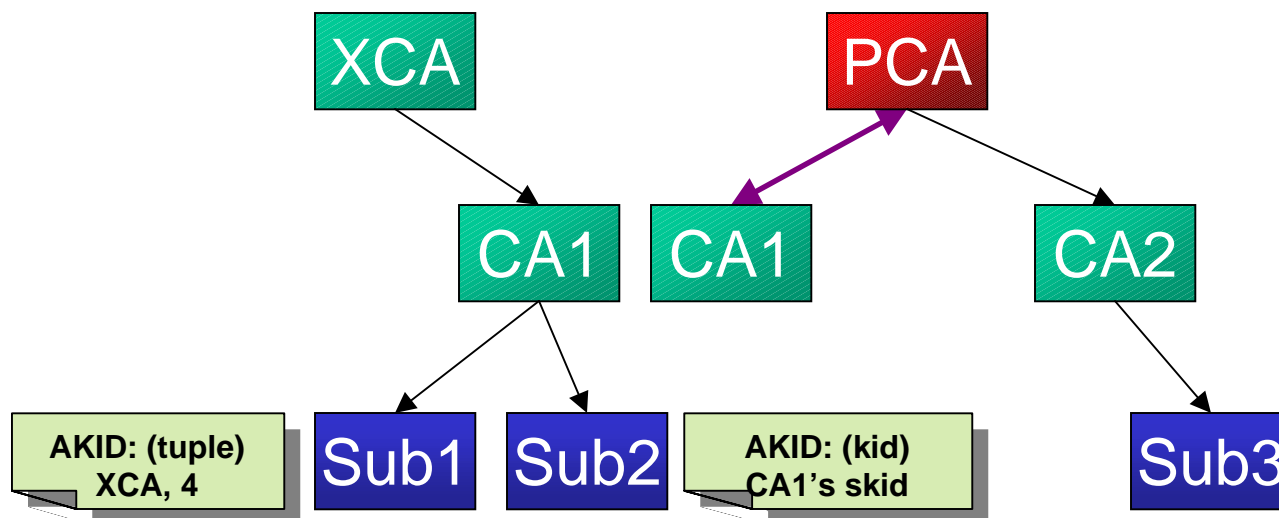 XCA
PCA
CA1
CA1
CA2
AKID: (tuple)
XCA, 4
Sub1
Sub2
AKID: (kid)
CA1's skid
Sub3